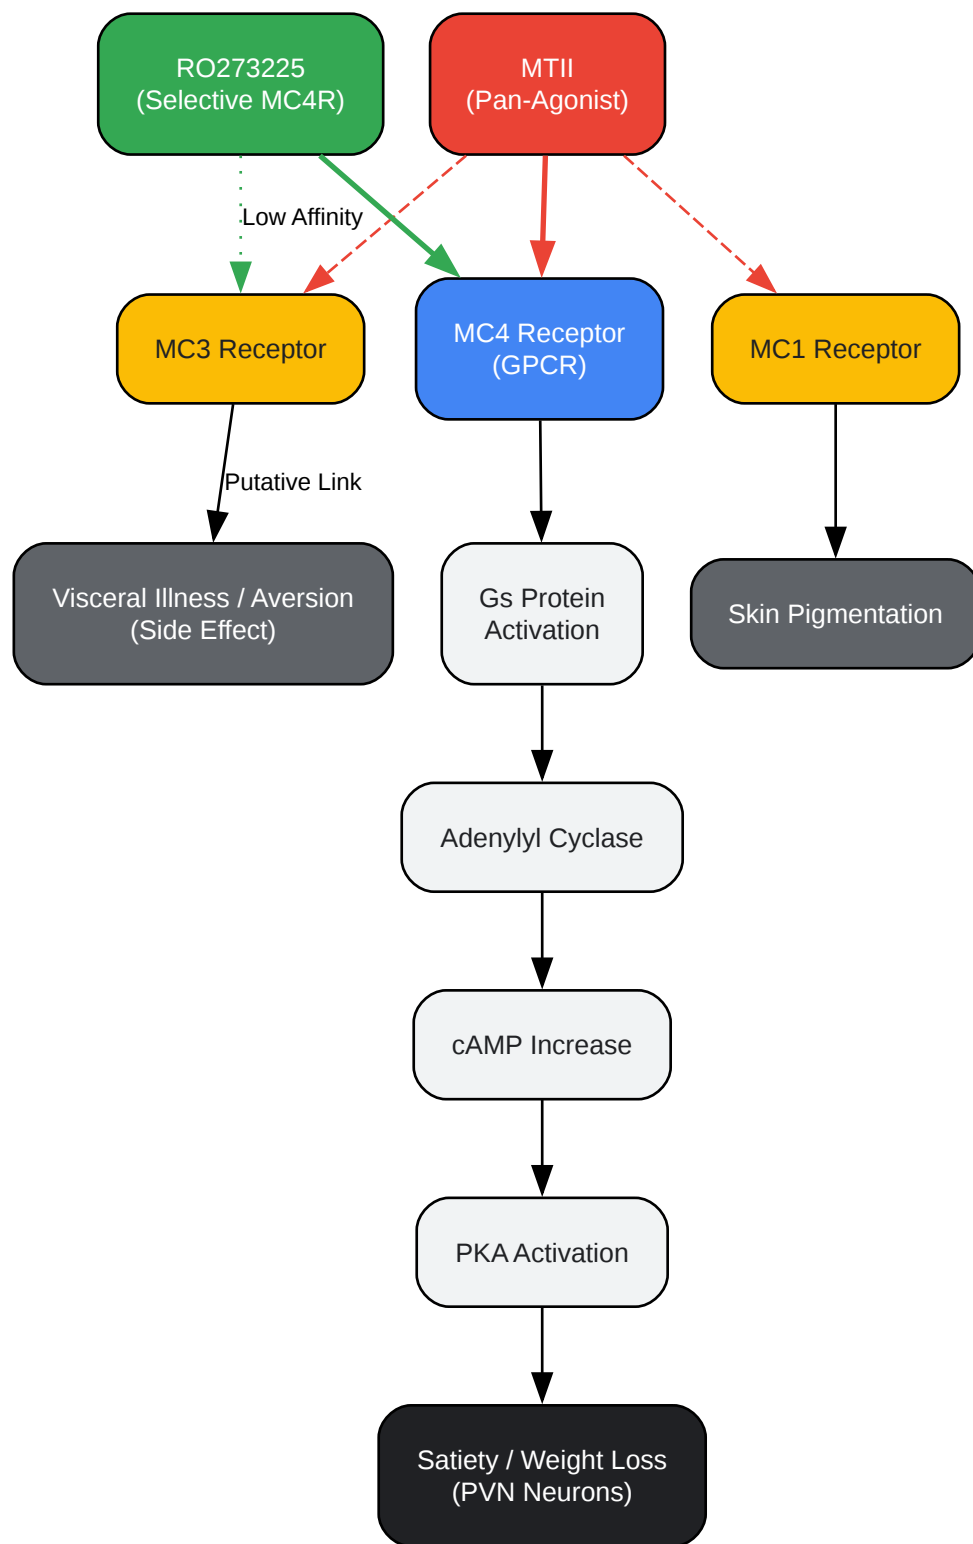 RO273225
(Selective MC4R)
MTII
(Pan-Agonist)
Low Affinity
MC3 Receptor
MC4 Receptor
(GPCR)
MC1 Receptor
Putative Link
Visceral Illness / Aversion
(Side Effect)
Gs Protein
Activation
Skin Pigmentation
Adenylyl Cyclase
cAMP Increase
PKA Activation
Satiety / Weight Loss
(PVN Neurons)